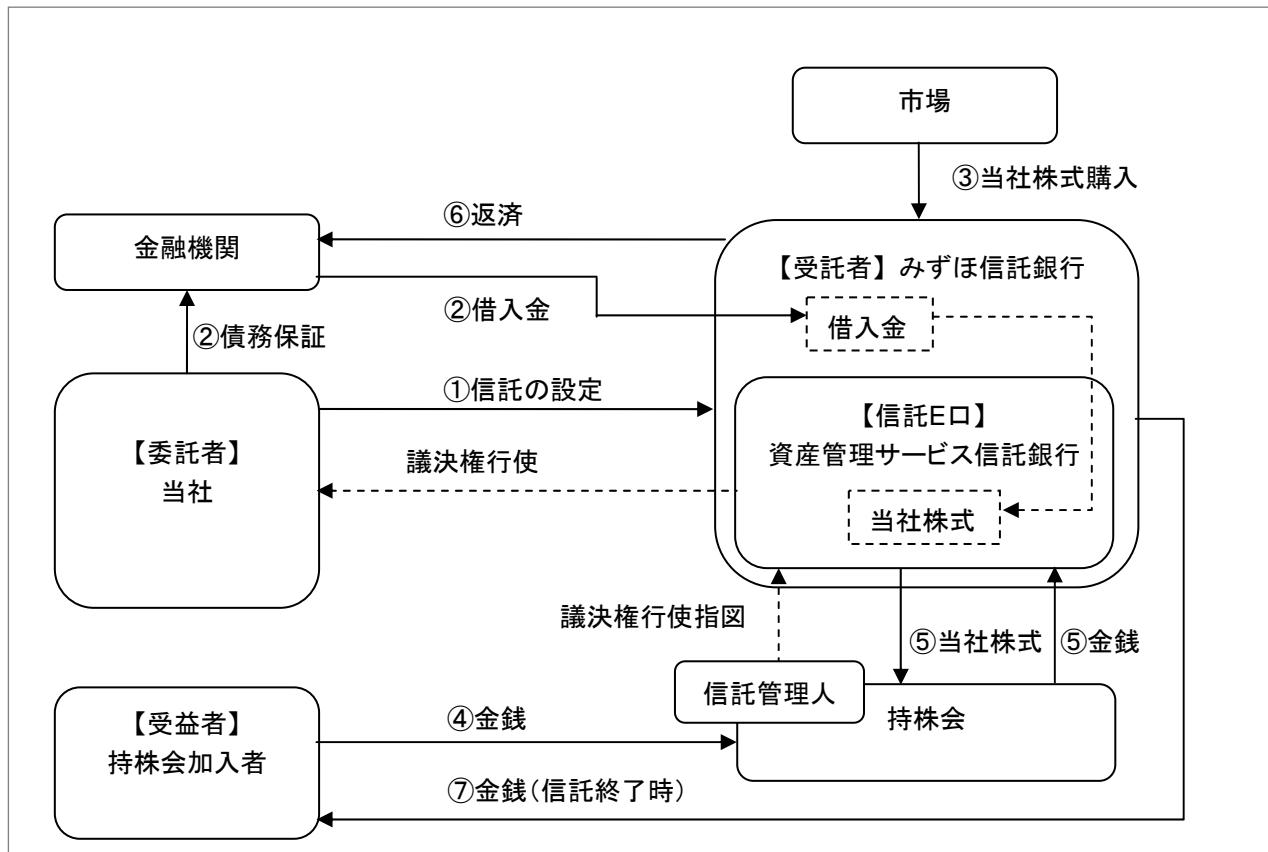 市場
③当社株式購入
⑥返済
金融機関
【受託者】みずほ信託銀行
②借入金
借入金
②債務保証
①信託の設定
【信託E口】
資産管理サービス信託銀行
【委託者】
当社
議決権行使
当社株式
議決権行使指図
⑤当社株式
⑤金銭
信託管理人
持株会
【受益者】
持株会加入者
④金銭
⑦金銭（信託終了時）